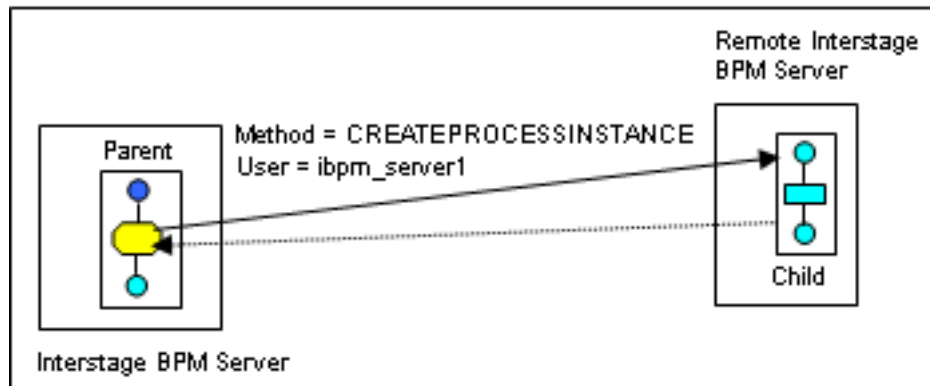 Remote Interstage
BPM Server
Method = CREATEPROCESSINSTANCE
Parent
User = ibpm_server1
Child
Interstage BPM Server